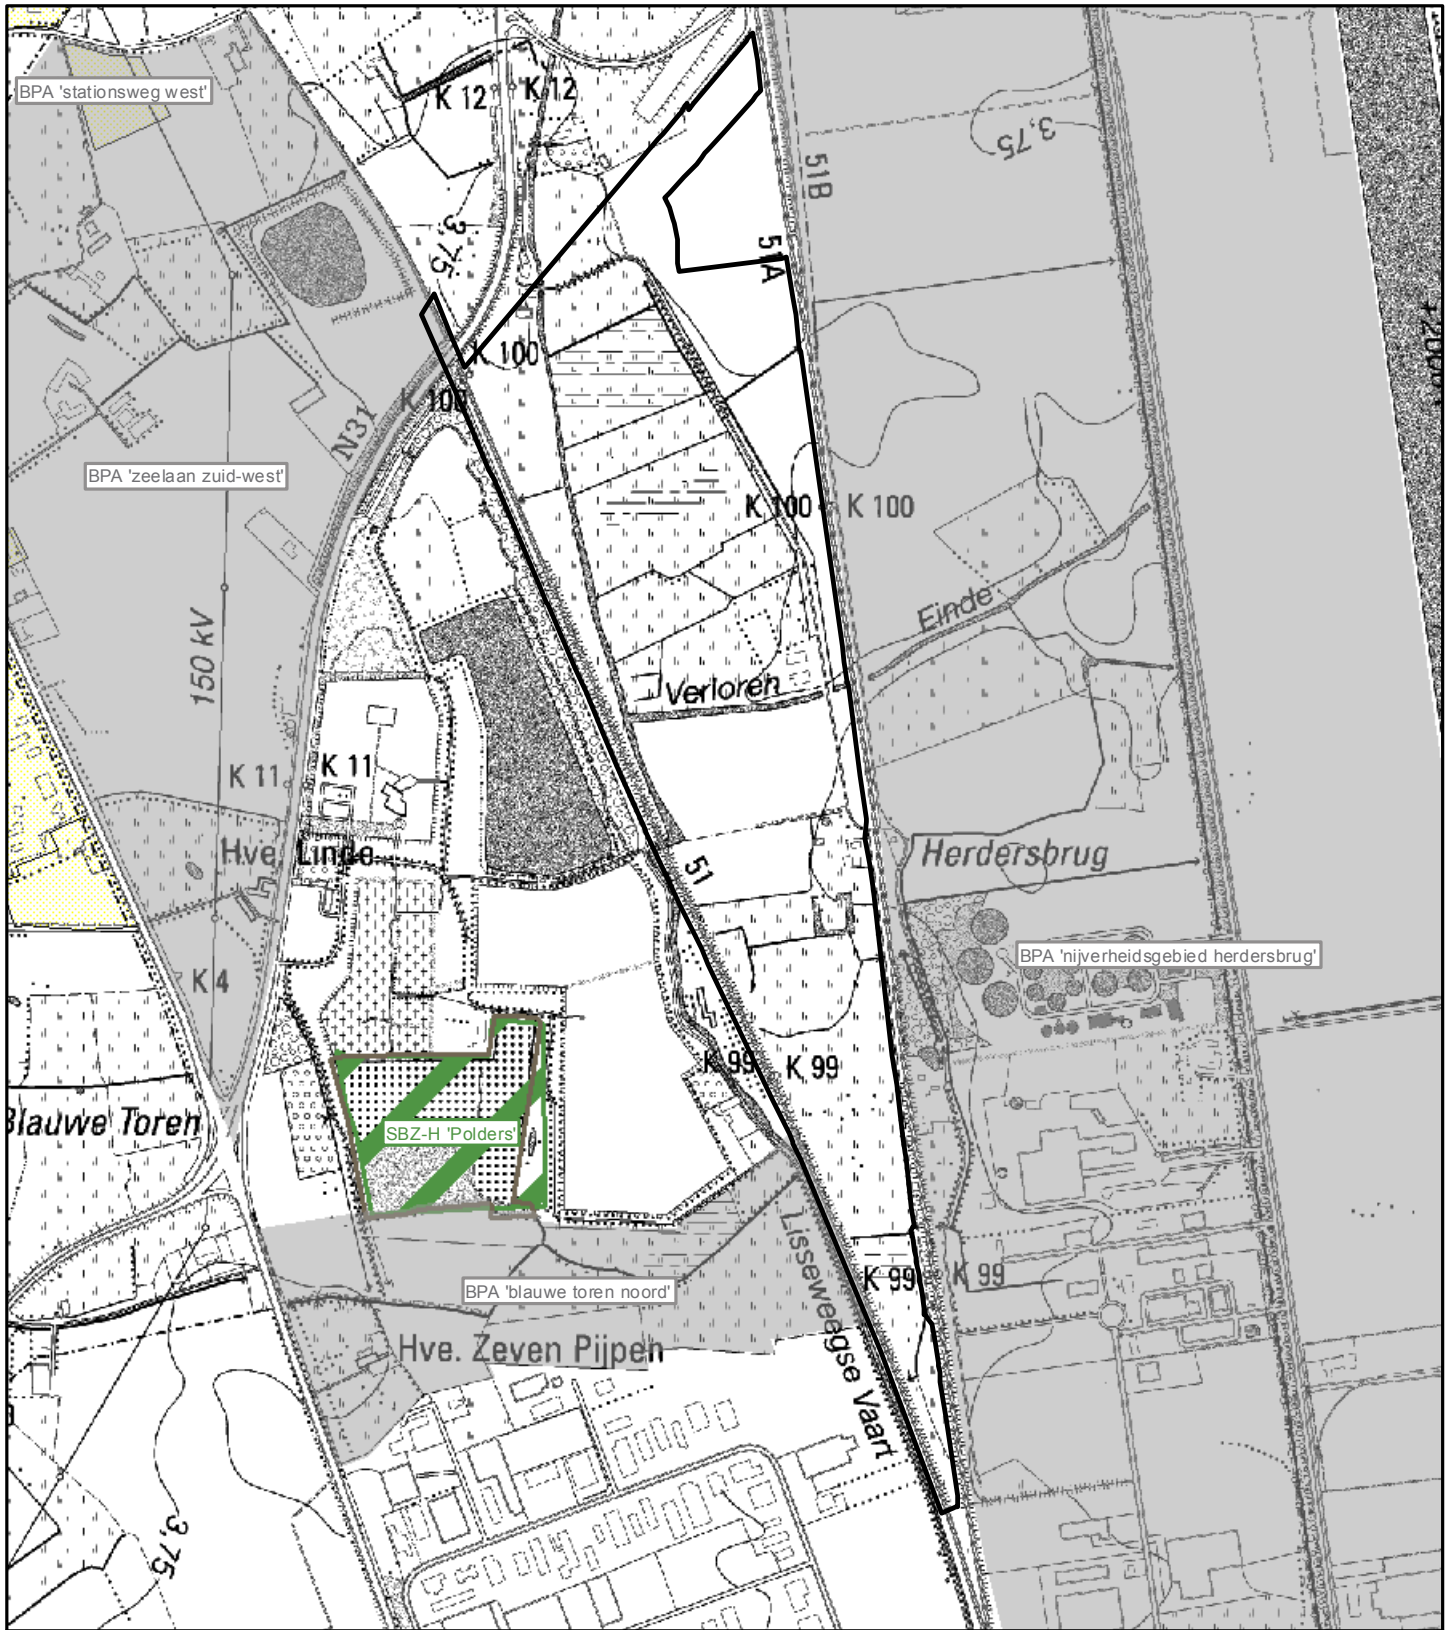 BPA 'stationsweg west'
K 12
K 12
3,75
51B
3,75
51A
K 100
K 100
N31
BPA 'zeelaan zuid-west'
K 100
K 100
Einde
150 kV
Verloren
K 11
K 11
Hve. Linde
51
Herdersbrug
BPA 'nijverheidsgebied herdersbrug'
K 4
K 99
K 99
Blauwe Toren
SBZ-H 'Polders'
Lisseweegse Vaart
K 99
K 99
BPA 'blauwe toren noord'
Hve. Zeven Pijpen
3,75